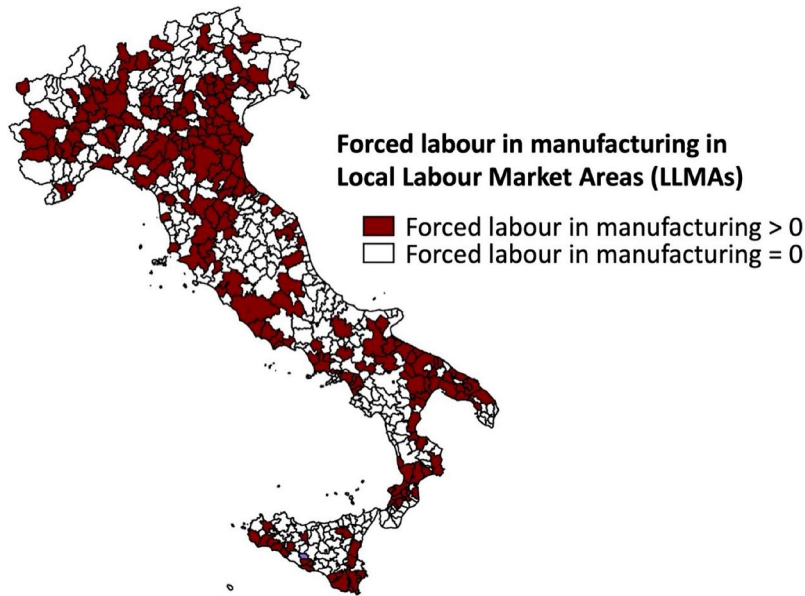 Forced labour in manufacturing in
Local Labour Market Areas (LLMAs)
Forced labour in manufacturing > 0
Forced labour in manufacturing = 0